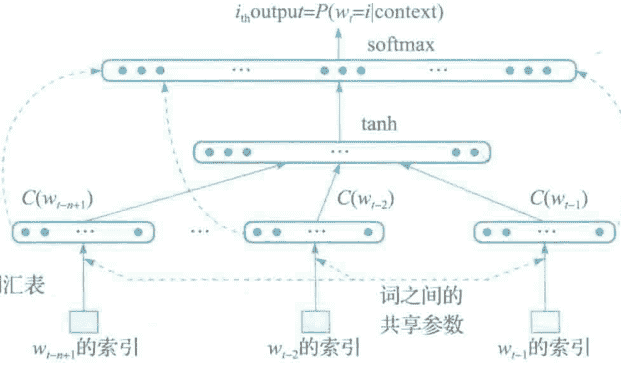 i_th output=P(w_t=i|context)
softmax
tanh
C(w_{t-n+1})
C(w_{t-2})
C(w_{t-1})
汇表
词之间的
共享参数
w_{t-n+1}的索引
w_{t-2}的索引
w_{t-1}的索引